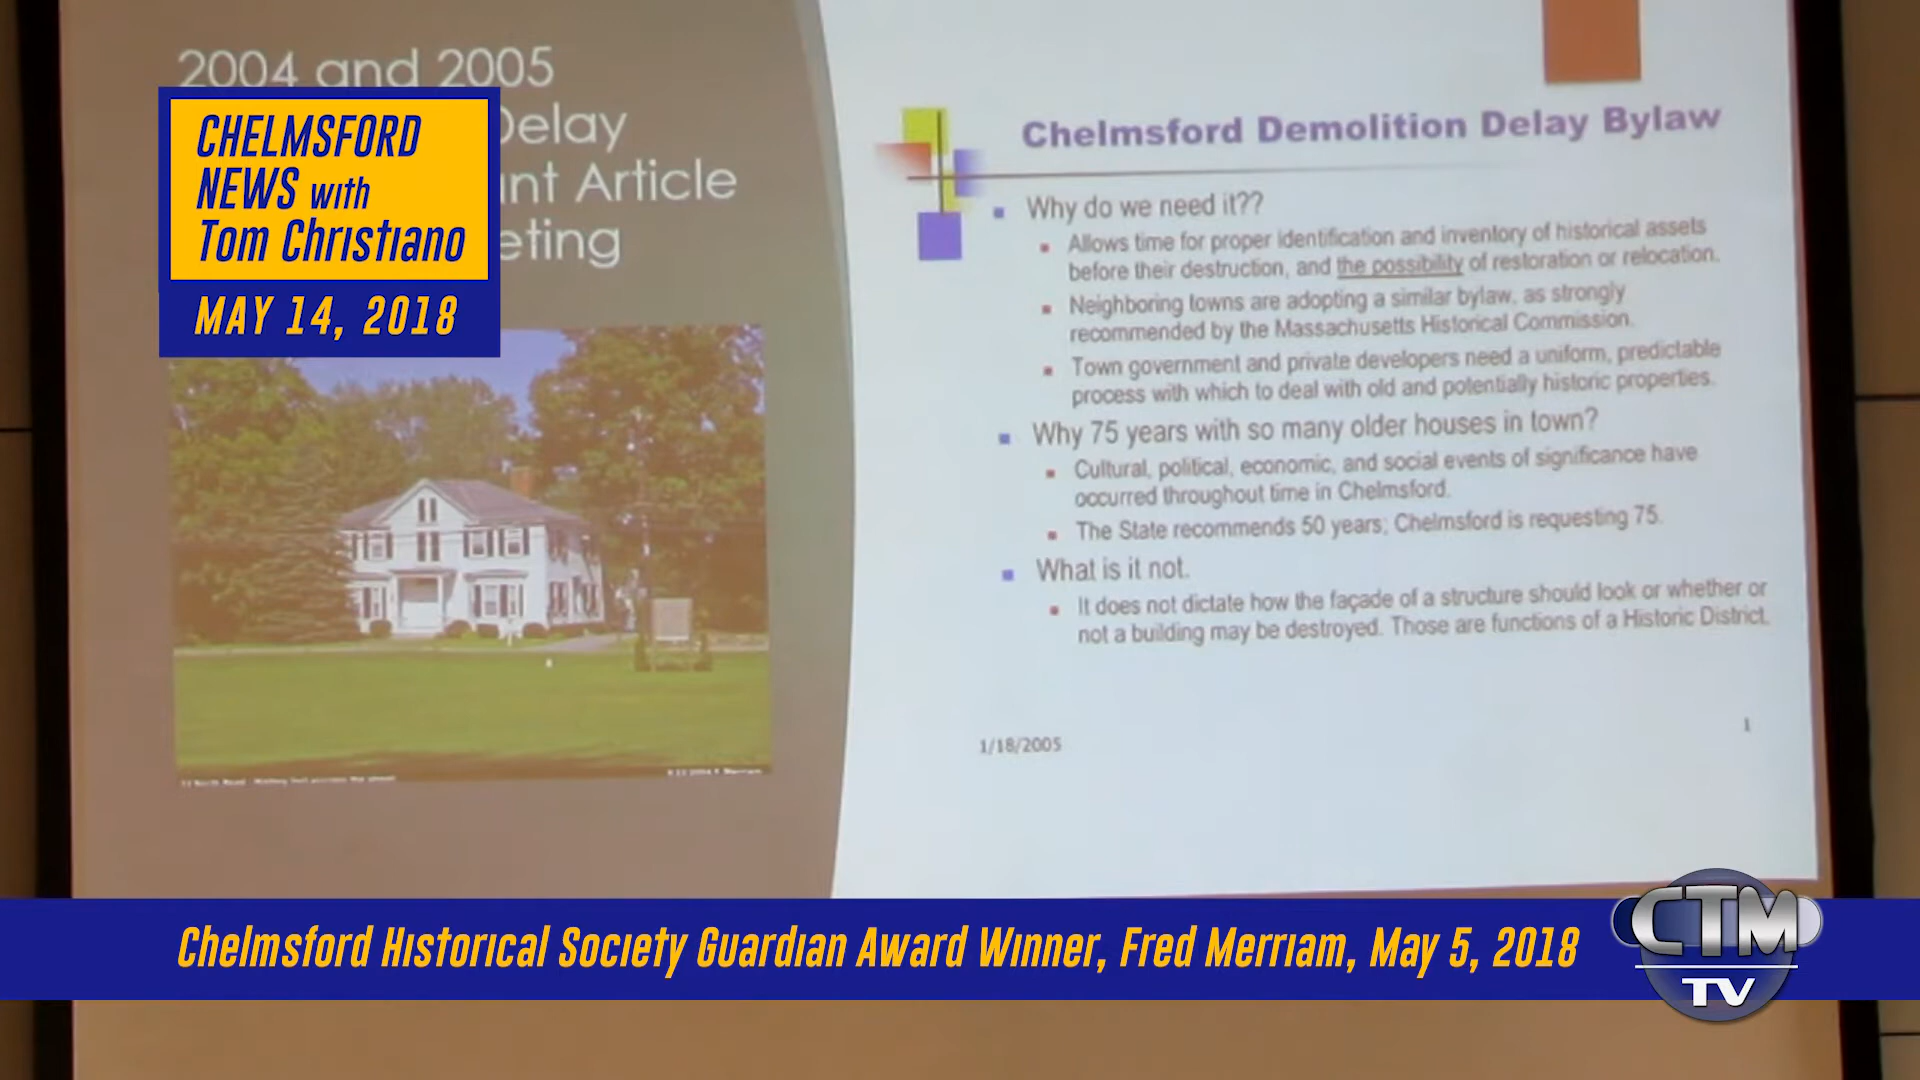 2004 and 2005
Delay
Article
CHELMSFORD
NEWS with
Tom Christiano
MAY 14, 2018
Chelmsford Demolition Delay Bylaw
Why do we need it??
Allows time for proper identification and inventory of historical assets
before their destruction, and the possibility of restoration or relocation.
Neighboring towns are adopting a similar bylaw, as strongly
recommended by the Massachusetts Historical Commission.
Town government and private developers need a uniform, predictable
process with which to deal with old and potentially historic properties.
Why 75 years with so many older houses in town?
Cultural, political, economic, and social events of significance have
occurred throughout time in Chelmsford.
The State recommends 50 years; Chelmsford is requesting 75.
What is it not.
It does not dictate how the façade of a structure should look or whether or
not a building may be destroyed. Those are functions of a Historic District.
1/18/2005
1
Chelmsford Historical Society Guardian Award Winner, Fred Merriam, May 5, 2018
CTM
TV